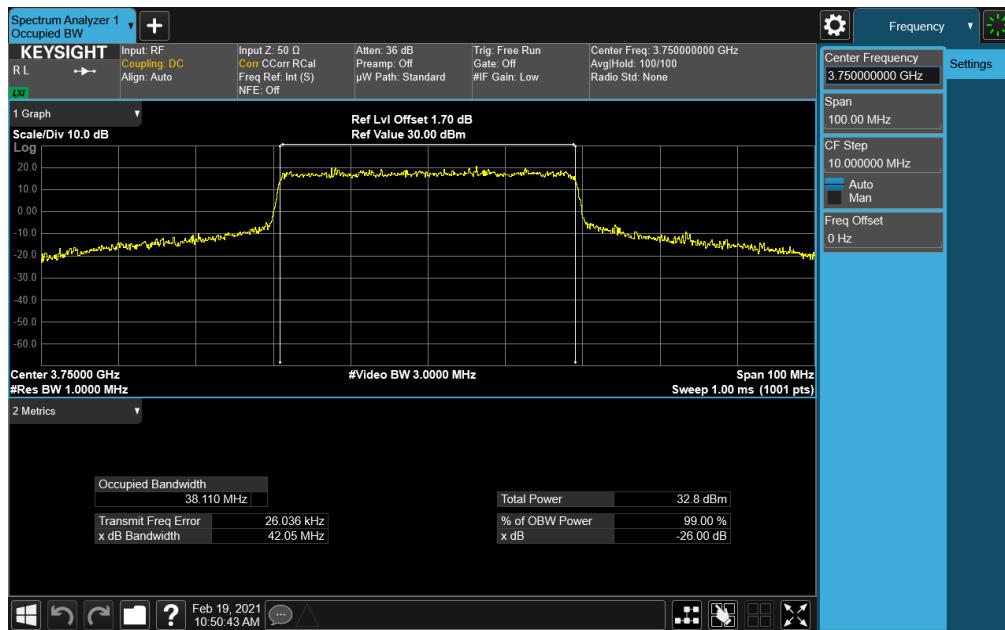 Spectrum Analyzer 1
Occupied BW
Frequency
KEYSIGHT
R L
LXI
Input: RF
Coupling: DC
Align: Auto
Input Z: 50 Ω
Corr CCorr RCal
Freq Ref: Int (S)
NFE: Off
Atten: 36 dB
Preamp: Off
µW Path: Standard
Trig: Free Run
Gate: Off
#IF Gain: Low
Center Freq: 3.750000000 GHz
Avg|Hold: 100/100
Radio Std: None
Center Frequency
3.750000000 GHz
Settings
Span
100.00 MHz
CF Step
10.000000 MHz
Auto
Man
Freq Offset
0 Hz
1 Graph
Scale/Div 10.0 dB
Ref Lvl Offset 1.70 dB
Ref Value 30.00 dBm
Log
20.0
10.0
0.00
-10.0
-20.0
-30.0
-40.0
-50.0
-60.0
Center 3.75000 GHz
#Video BW 3.0000 MHz
Span 100 MHz
#Res BW 1.0000 MHz
Sweep 1.00 ms (1001 pts)
2 Metrics
Occupied Bandwidth
38.110 MHz
Transmit Freq Error 26.036 kHz
x dB Bandwidth 42.05 MHz
Total Power 32.8 dBm
% of OBW Power 99.00 %
x dB -26.00 dB
?
Feb 19, 2021
10:50:43 AM